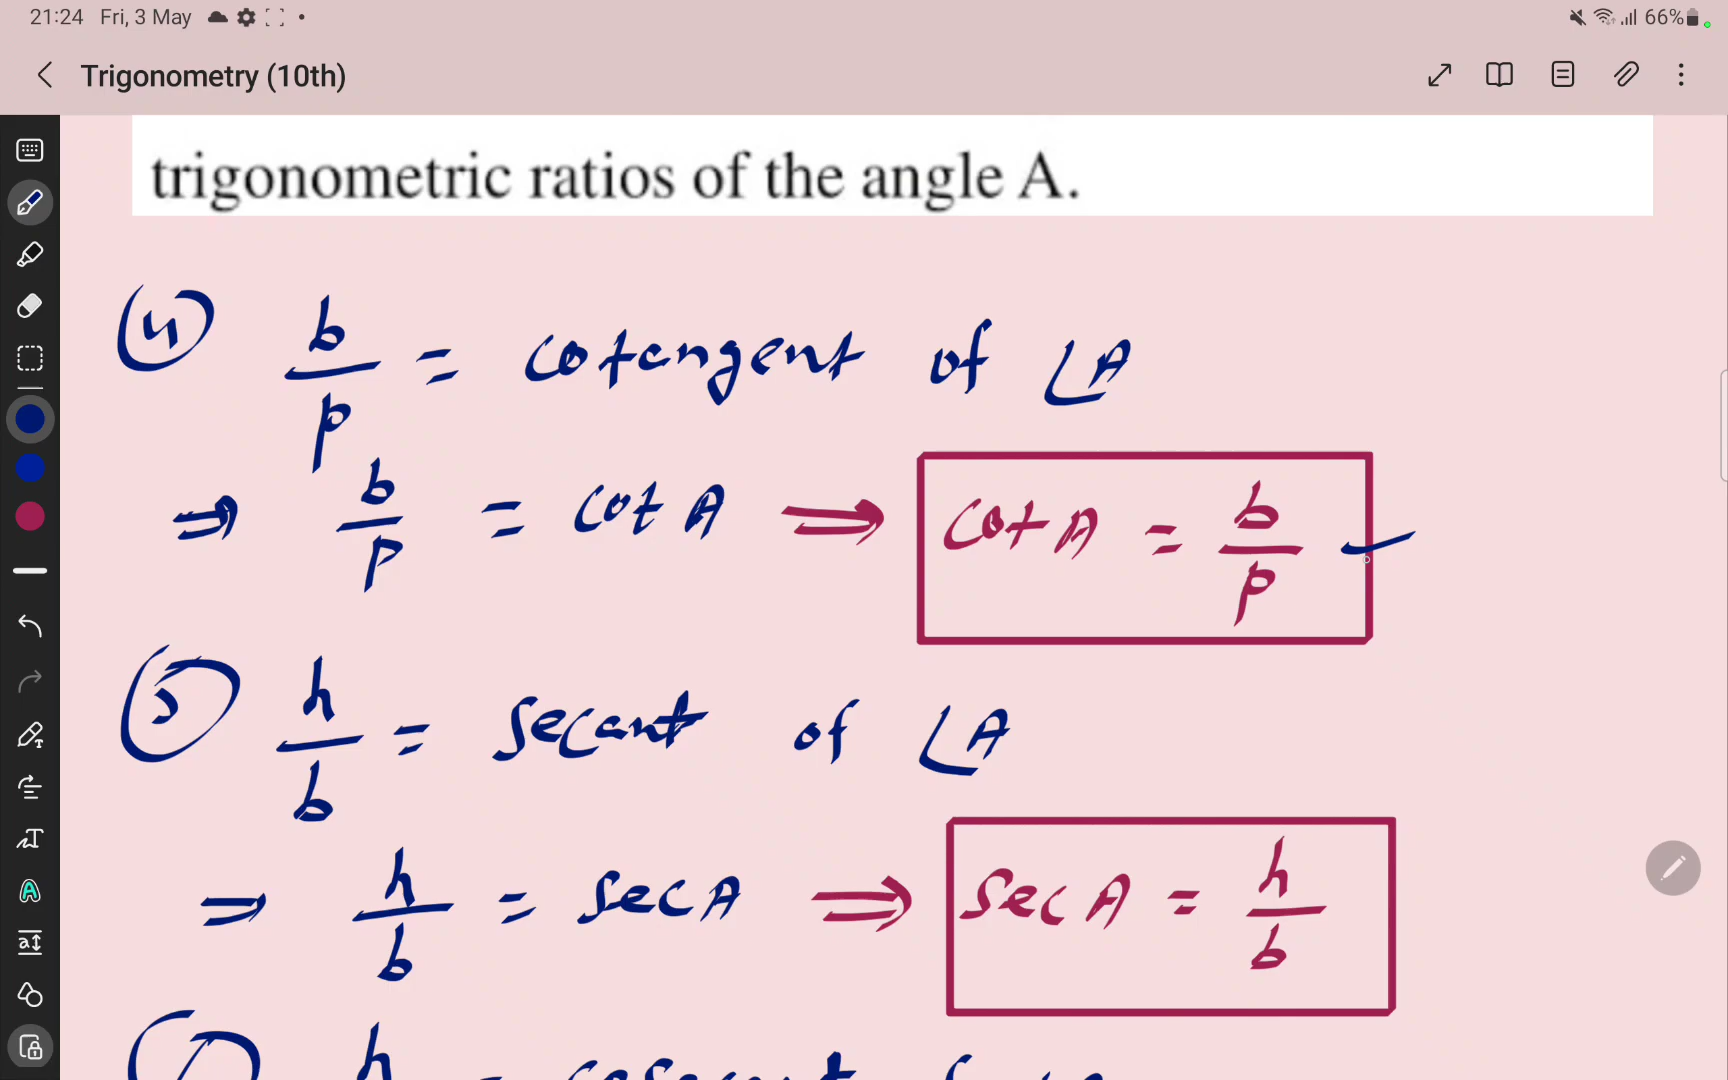 21:24 Fri, 3 May 66%
Trigonometry (10th)
trigonometric ratios of the angle A.
(4) b/p = cotangent of ∠A
⇒ b/p = cot A ⇒ cot A = b/p
(5) h/b = secant of ∠A
⇒ h/b = sec A ⇒ sec A = h/b
h =